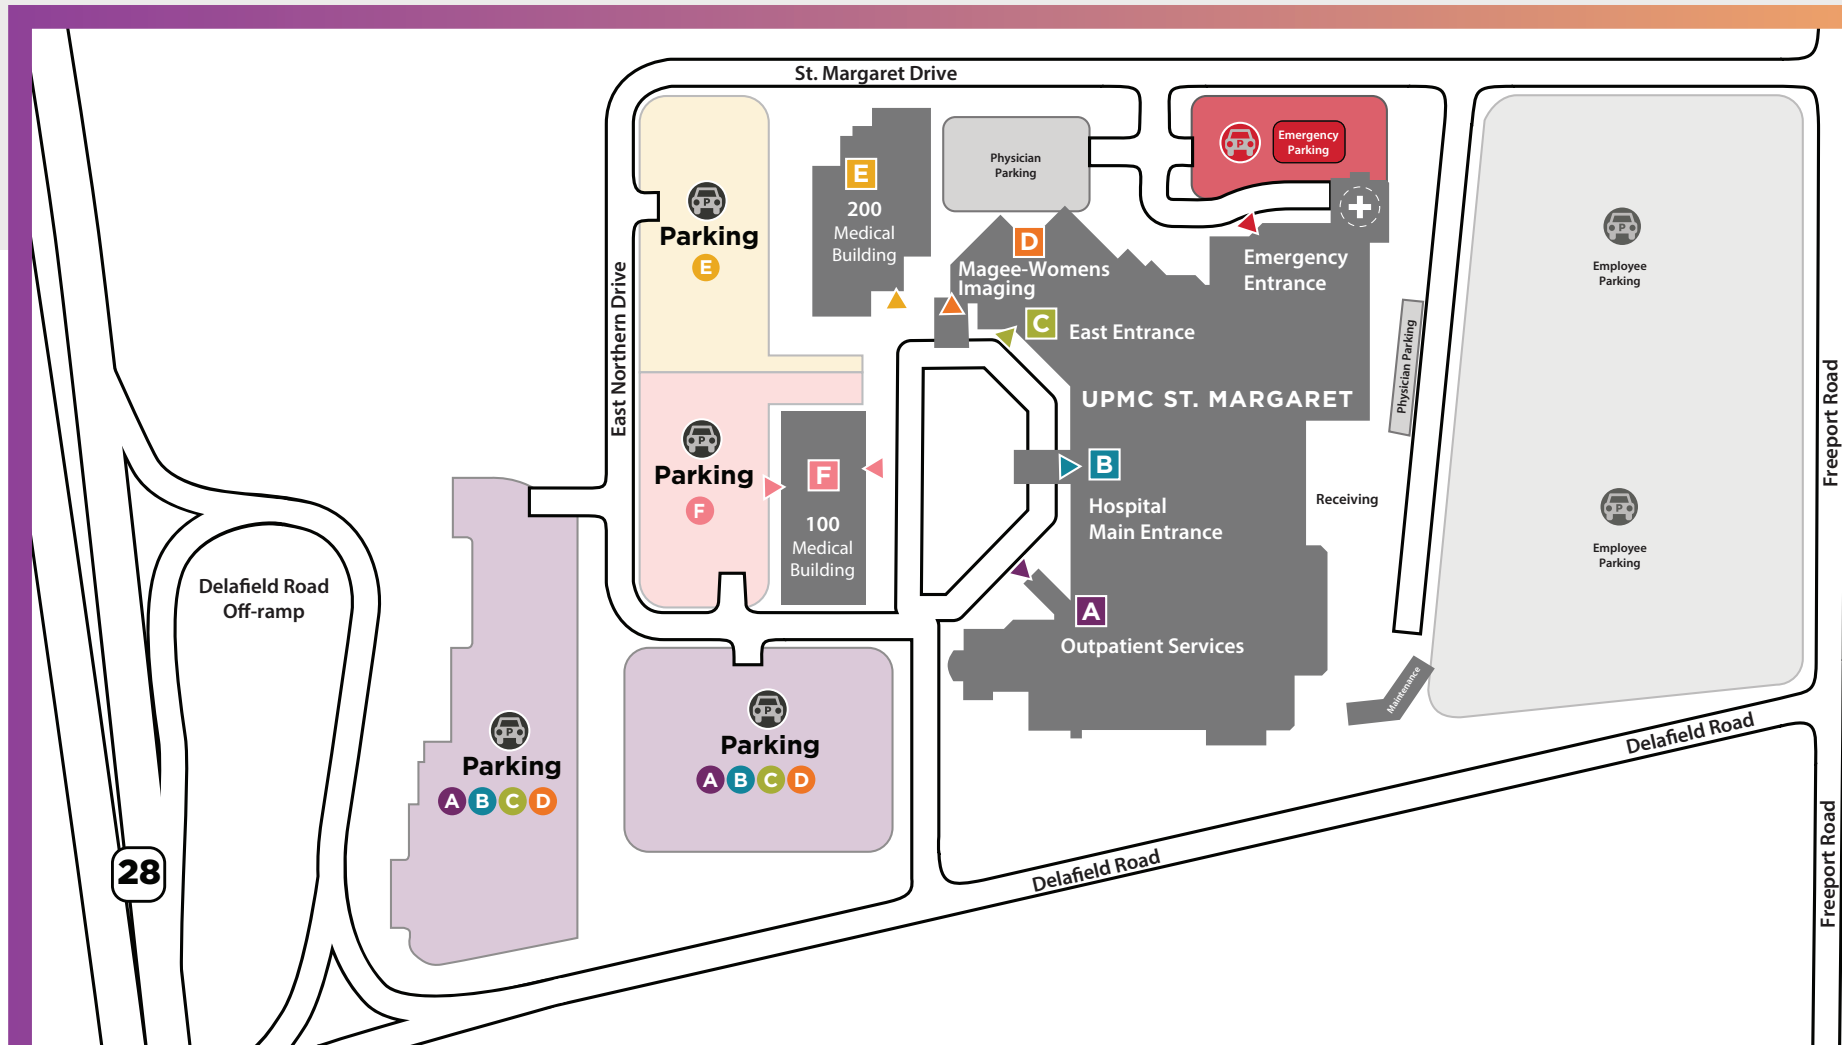 St. Margaret Drive
Physician
Parking
P
Emergency
Parking
E
200
Medical
Building
P
Parking
E
D
Magee-Womens
Imaging
Emergency
Entrance
Employee
Parking
East Northern Drive
C
East Entrance
Physician Parking
UPMC ST. MARGARET
Freeport Road
P
Parking
F
F
100
Medical
Building
B
Hospital
Main Entrance
Receiving
P
Employee
Parking
Delafield Road
Off-ramp
A
Outpatient Services
Maintenance
P
Parking
A B C D
P
Parking
A B C D
Delafield Road
Delafield Road
28
Freeport Road
P